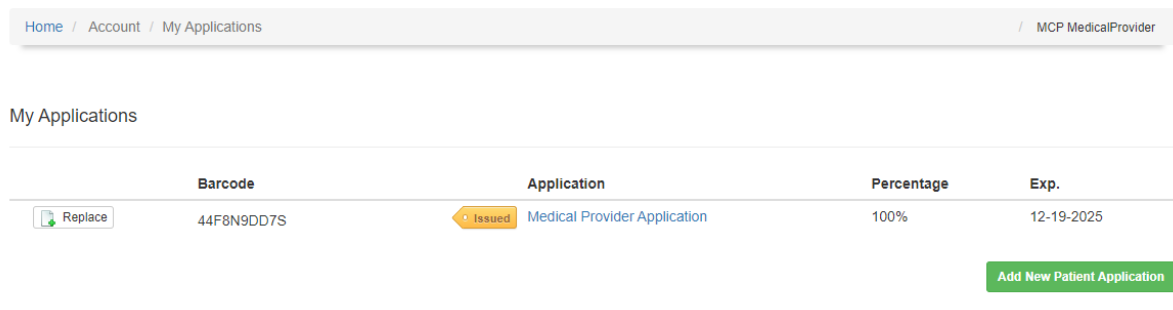 Home / Account / My Applications / MCP MedicalProvider
My Applications
Barcode Application Percentage Exp.
Replace 44F8N9DD7S Issued Medical Provider Application 100% 12-19-2025
Add New Patient Application